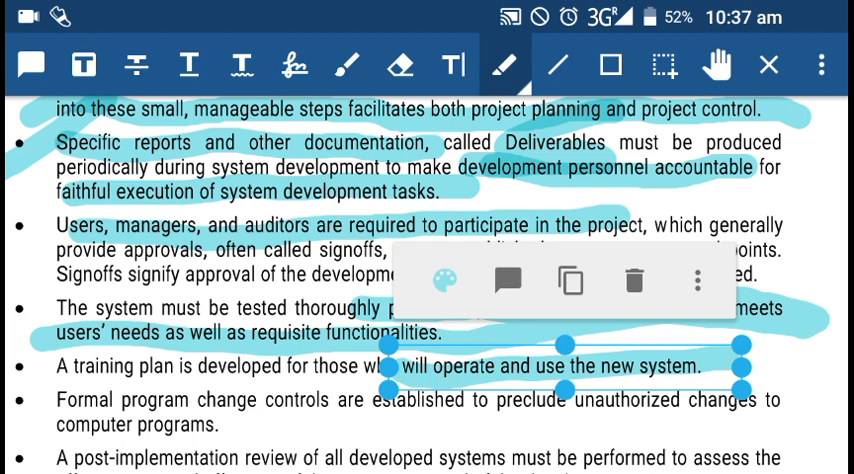 3G R 52% 10:37 am
T T T T T
into these small, manageable steps facilitates both project planning and project control.
• Specific reports and other documentation, called Deliverables must be produced
periodically during system development to make development personnel accountable for
faithful execution of system development tasks.
• Users, managers, and auditors are required to participate in the project, which generally
provide approvals, often called signoffs, oints.
Signoffs signify approval of the developme ed.
• The system must be tested thoroughly p meets
users' needs as well as requisite functionalities.
• A training plan is developed for those wh will operate and use the new system.
• Formal program change controls are established to preclude unauthorized changes to
computer programs.
• A post-implementation review of all developed systems must be performed to assess the